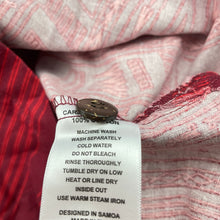 CAR
100% COTTON
MACHINE WASH
WASH SEPARATELY
COLD WATER
DO NOT BLEACH
RINSE THOROUGHLY
TUMBLE DRY ON LOW
HEAT OR LINE DRY
INSIDE OUT
USE WARM STEAM IRON
DESIGNED IN SAMOA